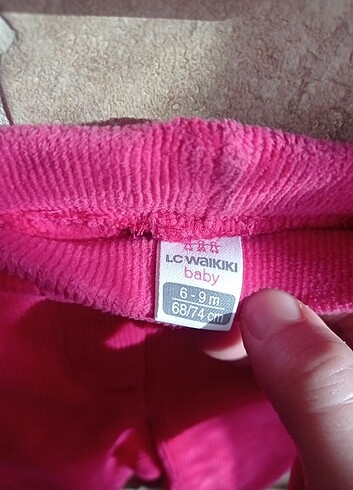 LC WAIKIKI
baby
6 - 9 m
68/74 cm